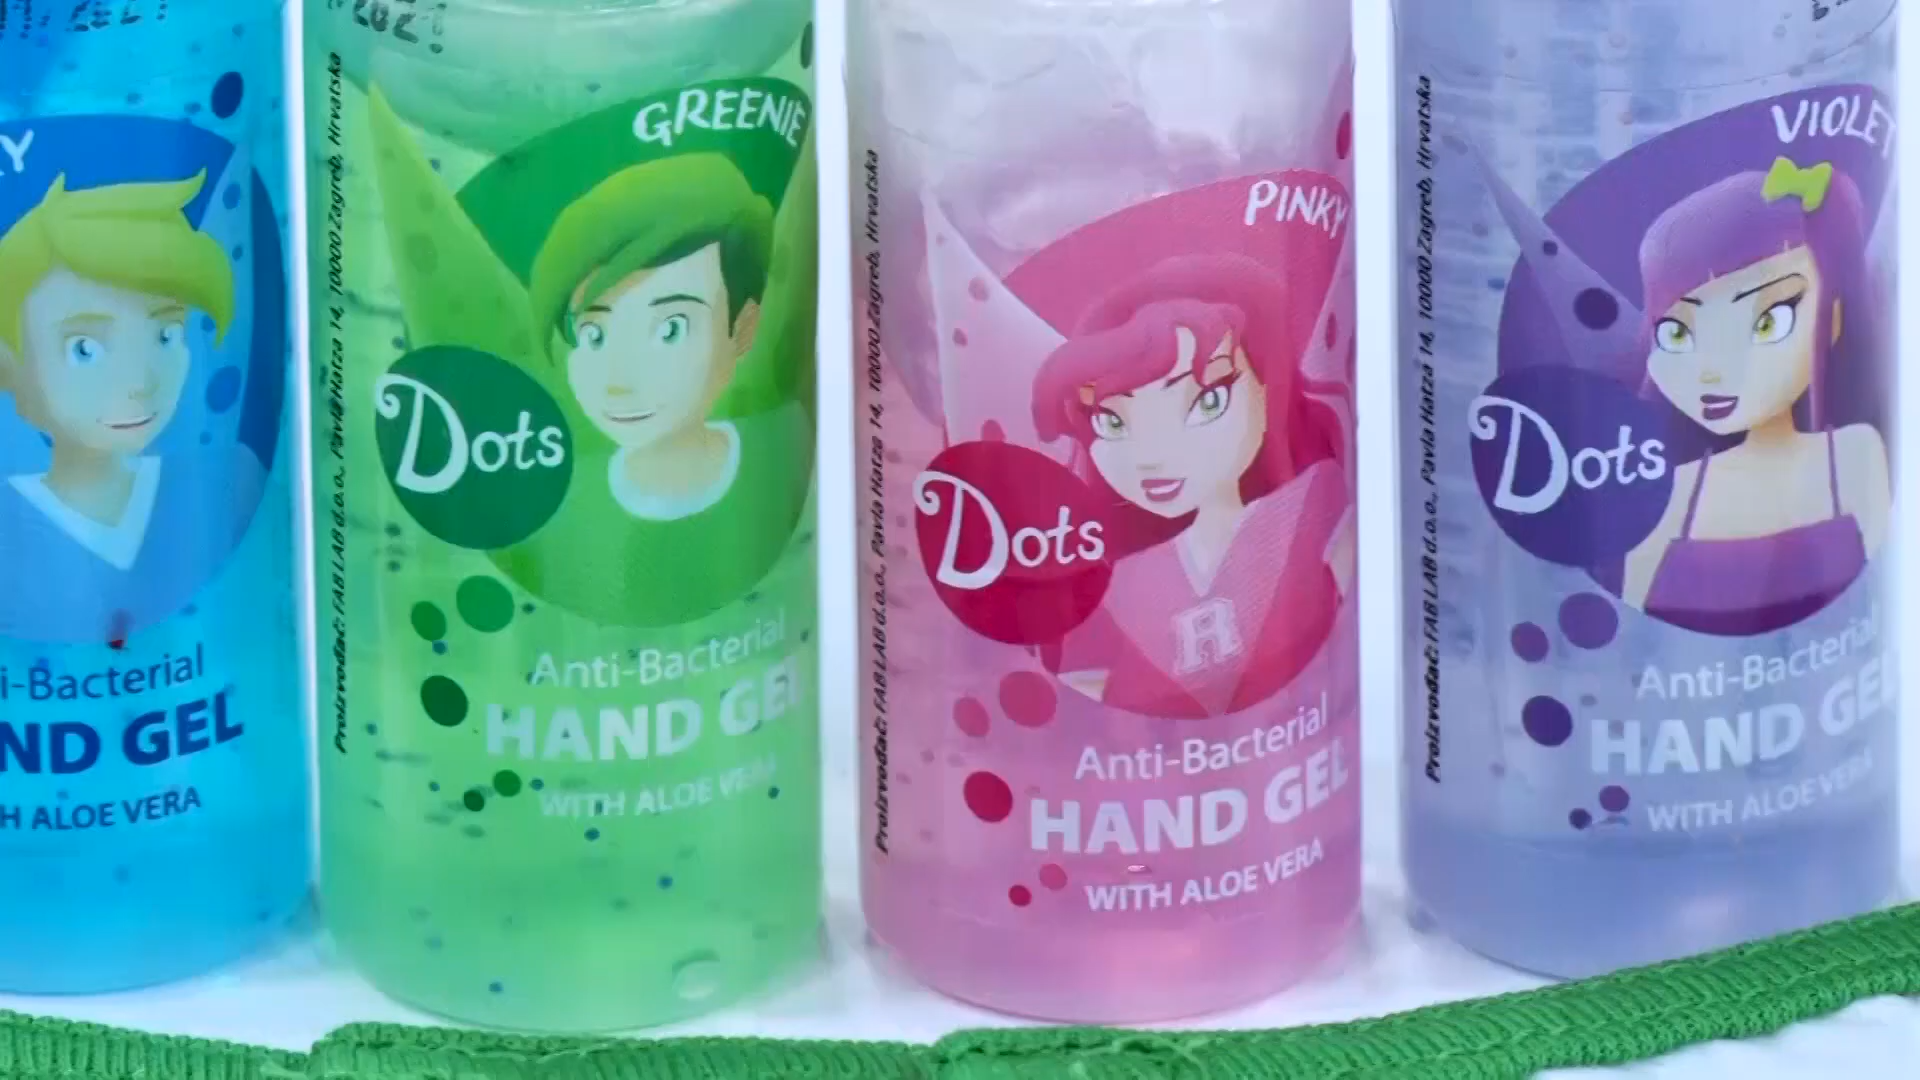 i-Bacterial
ND GEL
H ALOE VERA
202
Proizvođač: FAB LAB d.o.o., Pavla Hatza 14, 10000 Zagreb, Hrvatska
GREENIE
Dots
Anti-Bacterial
HAND GEL
WITH ALOE VERA
Proizvođač: FAB LAB d.o.o., Pavla Hatza 14, 10000 Zagreb, Hrvatska
PINKY
Dots
R
Anti-Bacterial
HAND GEL
WITH ALOE VERA
Proizvođač: FAB LAB d.o.o., Pavla Hatza 14, 10000 Zagreb, Hrvatska
VIOLET
Dots
Anti-Bacterial
HAND GEL
WITH ALOE VERA